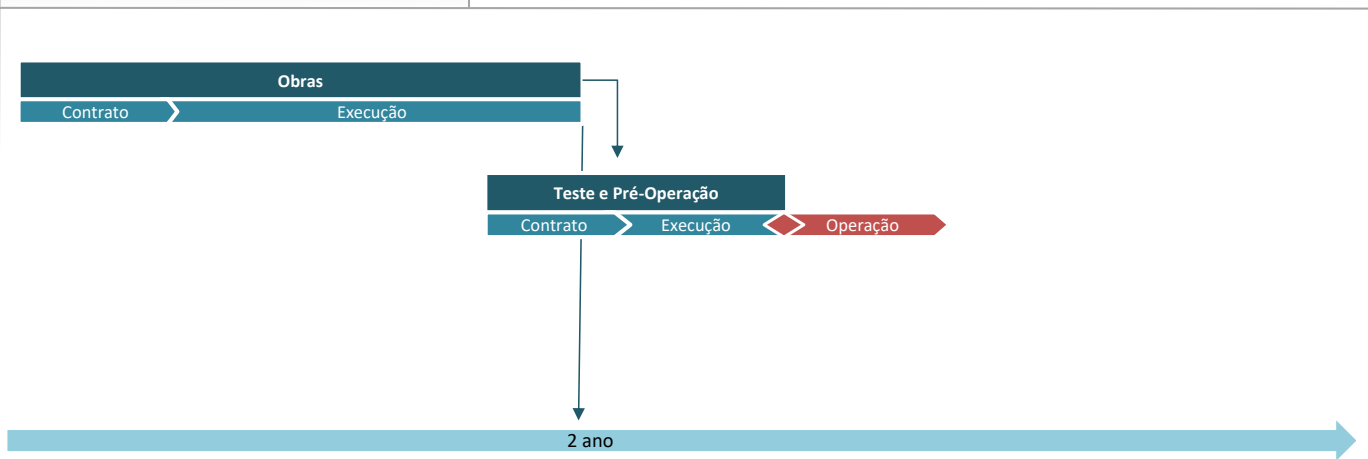 Obras
Contrato
Execução
Teste e Pré-Operação
Contrato
Execução
Operação
2 ano